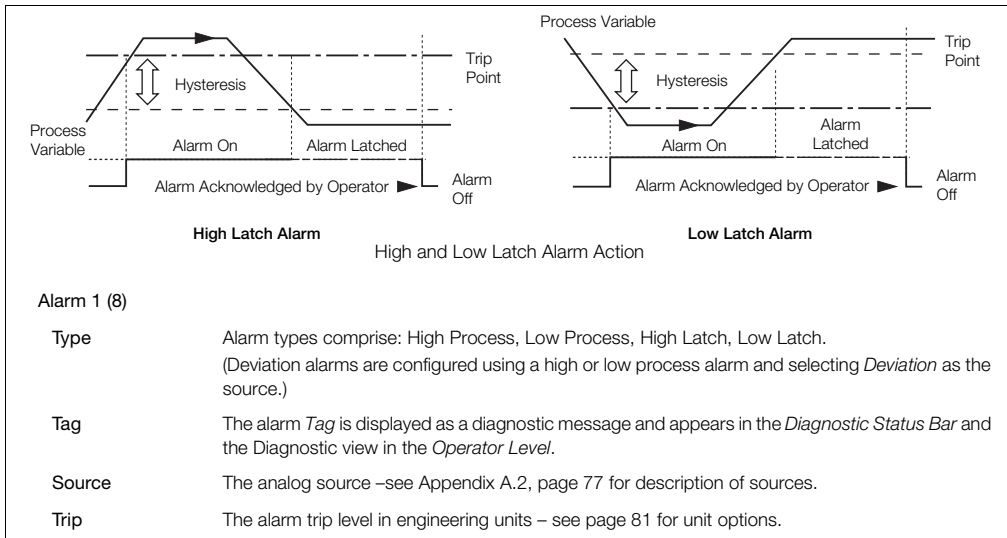 Process Variable
Trip
Point
Hysteresis
Process
Variable
Alarm On
Alarm Latched
Alarm Acknowledged by Operator
Alarm
Off
High Latch Alarm
Trip
Point
Hysteresis
Alarm On
Alarm
Latched
Alarm Acknowledged by Operator
Alarm
Off
Low Latch Alarm
High and Low Latch Alarm Action
Alarm 1 (8)
Type Alarm types comprise: High Process, Low Process, High Latch, Low Latch.
(Deviation alarms are configured using a high or low process alarm and selecting Deviation as the
source.)
Tag The alarm Tag is displayed as a diagnostic message and appears in the Diagnostic Status Bar and
the Diagnostic view in the Operator Level.
Source The analog source –see Appendix A.2, page 77 for description of sources.
Trip The alarm trip level in engineering units – see page 81 for unit options.